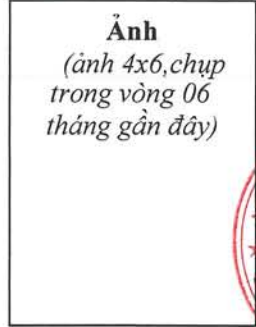 Ảnh
(ảnh 4x6,chụp
trong vòng 06
tháng gần đây)